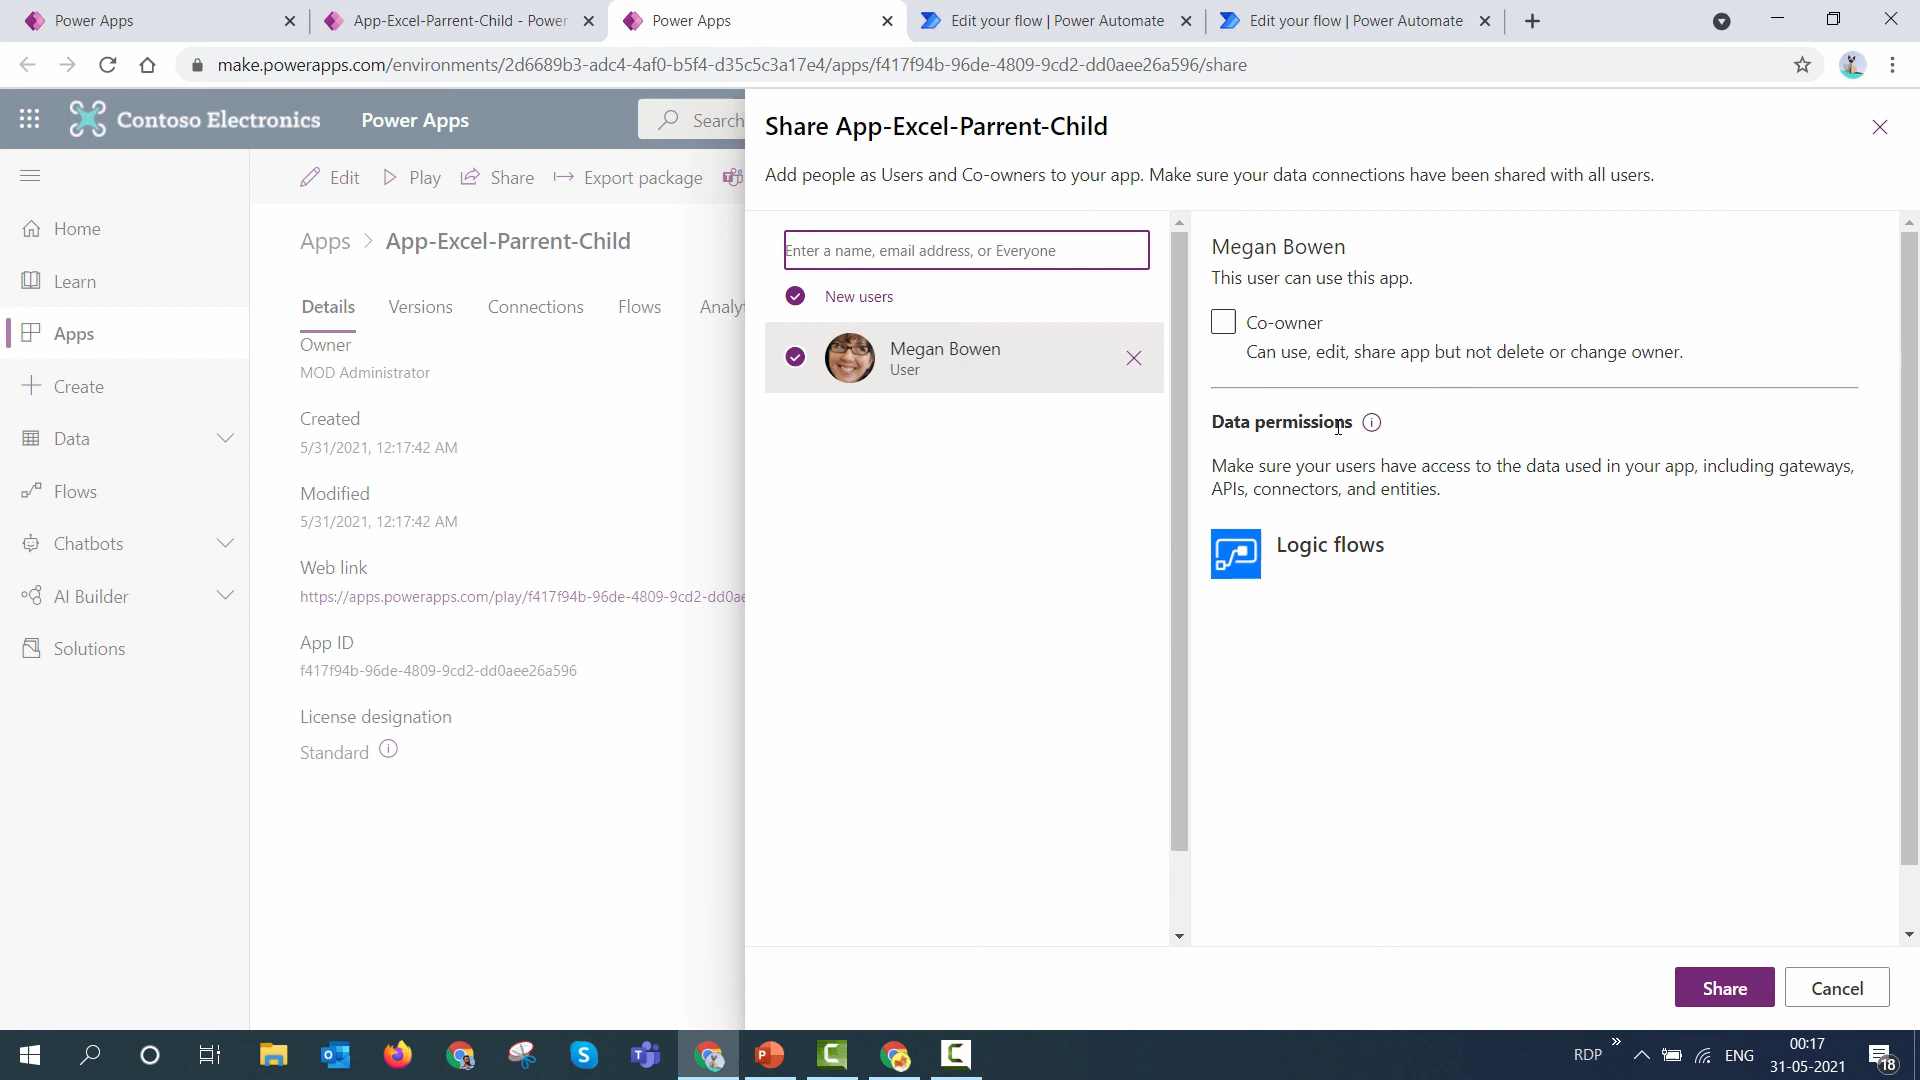 Power Apps
App-Excel-Parrent-Child - Power
Power Apps
Edit your flow | Power Automate
Edit your flow | Power Automate
make.powerapps.com/environments/2d6689b3-adc4-4af0-b5f4-d35c5c3a17e4/apps/f417f94b-96de-4809-9cd2-dd0aee26a596/share
Contoso Electronics
Power Apps
Search
Home
Learn
Apps
Create
Data
Flows
Chatbots
AI Builder
Solutions
Edit
Play
Share
Export package
Apps > App-Excel-Parrent-Child
Details
Versions
Connections
Flows
Analyt
Owner
MOD Administrator
Created
5/31/2021, 12:17:42 AM
Modified
5/31/2021, 12:17:42 AM
Web link
https://apps.powerapps.com/play/f417f94b-96de-4809-9cd2-dd0ae
App ID
f417f94b-96de-4809-9cd2-dd0aee26a596
License designation
Standard
Share App-Excel-Parrent-Child
Add people as Users and Co-owners to your app. Make sure your data connections have been shared with all users.
Enter a name, email address, or Everyone
New users
Megan Bowen
User
Megan Bowen
This user can use this app.
Co-owner
Can use, edit, share app but not delete or change owner.
Data permissions
Make sure your users have access to the data used in your app, including gateways,
APIs, connectors, and entities.
Logic flows
Share
Cancel
RDP
ENG
00:17
31-05-2021
18